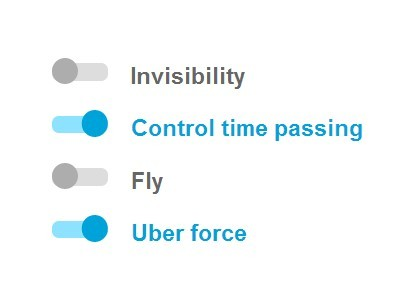 Invisibility
Control time passing
Fly
Uber force